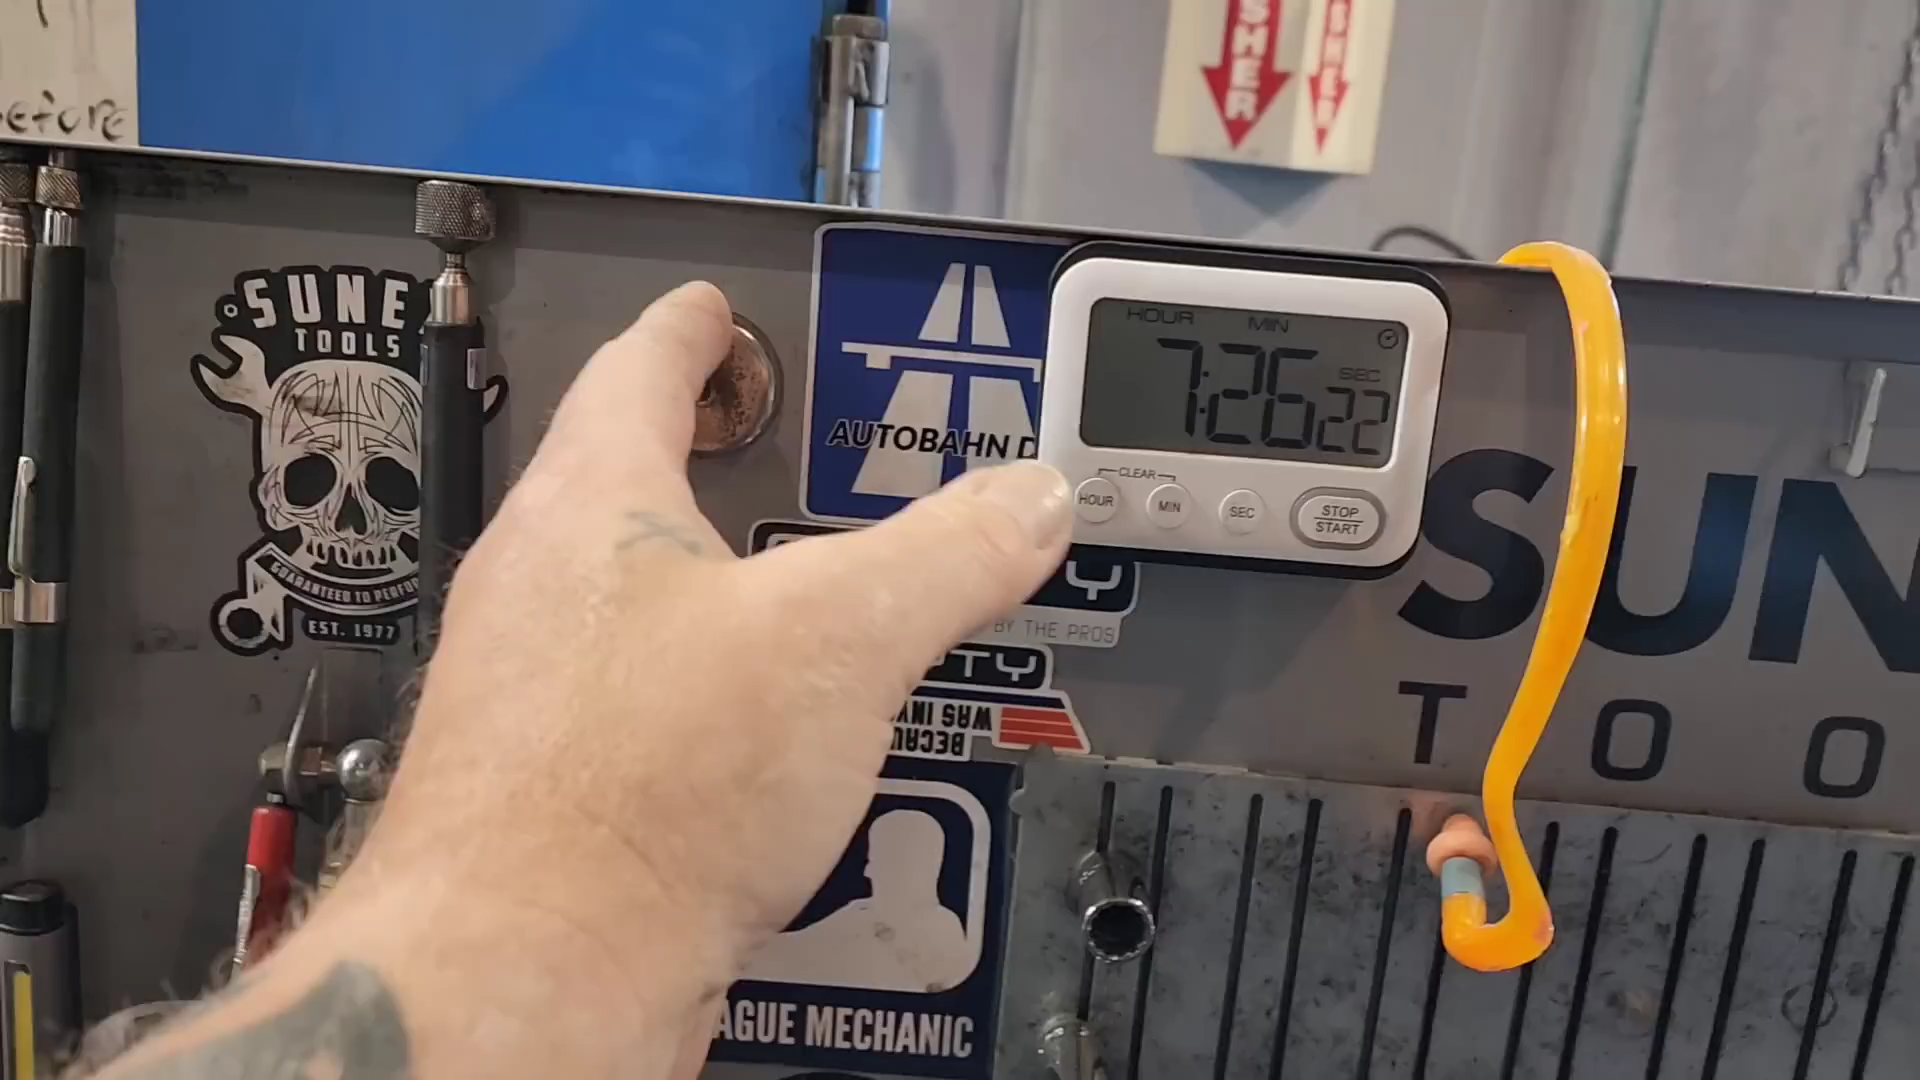 efore
SHER
SHER
SUNE
TOOLS
GUARANTEED TO PERFO
EST. 1977
AUTOBAHN D
HOUR MIN
SEC
7:26 22
CLEAR
HOUR MIN SEC STOP
START
Y
BY THE PROS
TY
BECAU
WAS INV
AGUE MECHANIC
SUN
TOO